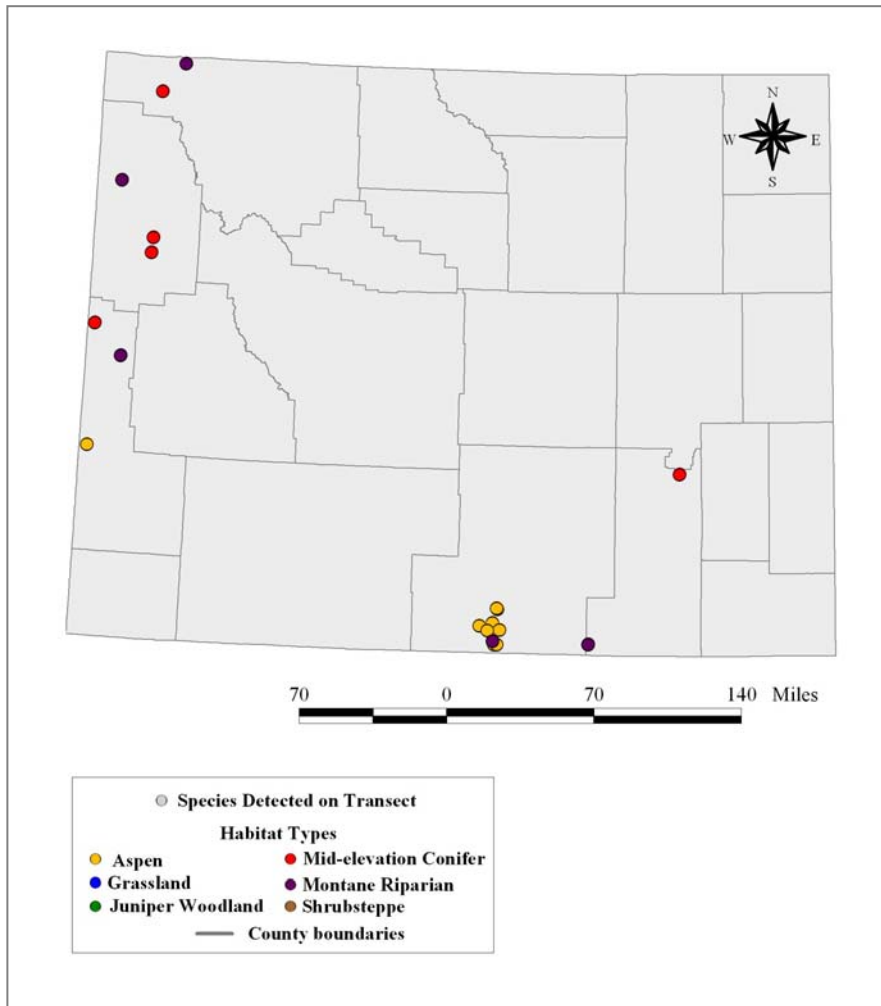 N
W E
S
70 0 70 140 Miles
Species Detected on Transect
Habitat Types
Aspen Mid-elevation Conifer
Grassland Montane Riparian
Juniper Woodland Shrubsteppe
County boundaries